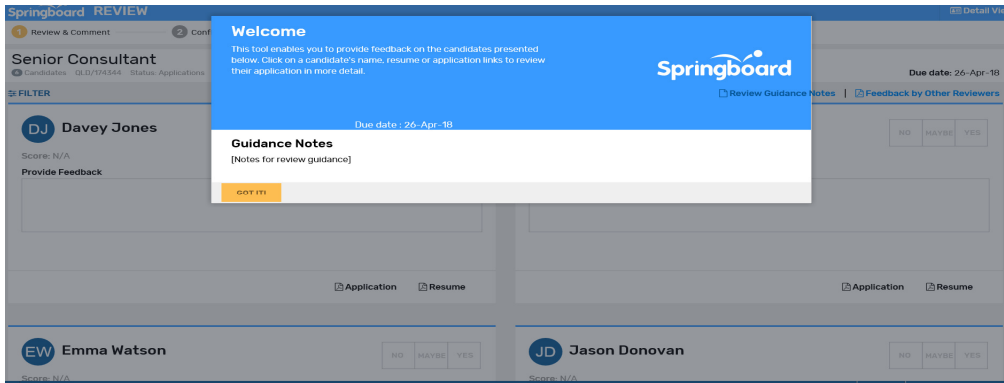 Springboard REVIEW
Detail Vie
1 Review & Comment
2 Conf
Senior Consultant
Candidates QLD/174344 Status: Applications
Due date: 26-Apr-18
FILTER
Welcome
This tool enables you to provide feedback on the candidates presented
below. Click on a candidate's name, resume or application links to review
their application in more detail.
Springboard
Due date : 26-Apr-18
Review Guidance Notes | Feedback by Other Reviewers
Guidance Notes
[Notes for review guidance]
GOT IT!
DJ Davey Jones
Score: N/A
Provide Feedback
Application Resume
NO MAYBE YES
Application Resume
EW Emma Watson
NO MAYBE YES
Score: N/A
JD Jason Donovan
NO MAYBE YES
Score: N/A